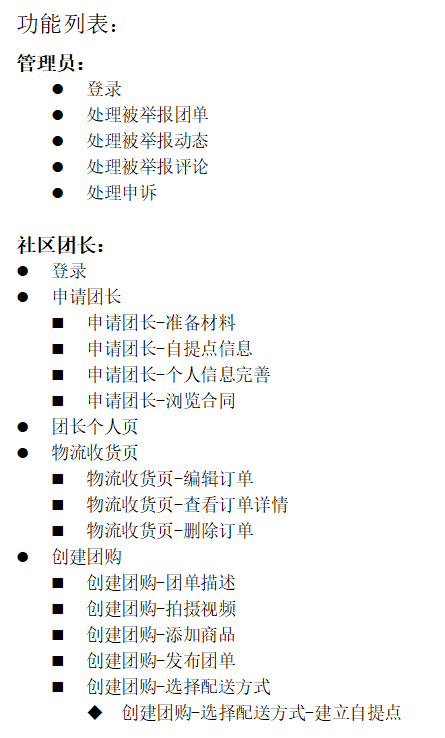 功能列表：
管理员：
● 登录
● 处理被举报团单
● 处理被举报动态
● 处理被举报评论
● 处理申诉
社区团长：
● 登录
● 申请团长
■ 申请团长-准备材料
■ 申请团长-自提点信息
■ 申请团长-个人信息完善
■ 申请团长-浏览合同
● 团长个人页
● 物流收货页
■ 物流收货页-编辑订单
■ 物流收货页-查看订单详情
■ 物流收货页-删除订单
● 创建团购
■ 创建团购-团单描述
■ 创建团购-拍摄视频
■ 创建团购-添加商品
■ 创建团购-发布团单
■ 创建团购-选择配送方式
◆ 创建团购-选择配送方式-建立自提点